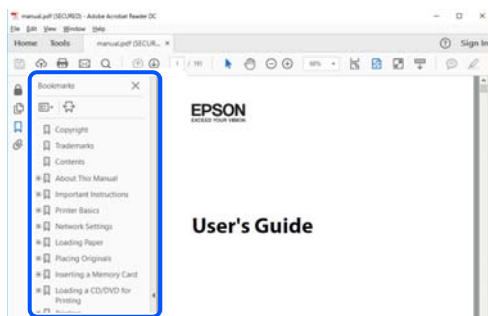 manual.pdf (SECURED) - Adobe Acrobat Reader DC
File Edit View Window Help
Home Tools manual.pdf (SECUR... ×
Sign In
1 / 191
Bookmarks
EPSON
EXCEED YOUR VISION
Copyright
Trademarks
Contents
About This Manual
Important Instructions
Printer Basics
Network Settings
User's Guide
Loading Paper
Placing Originals
Inserting a Memory Card
Loading a CD/DVD for
Printing